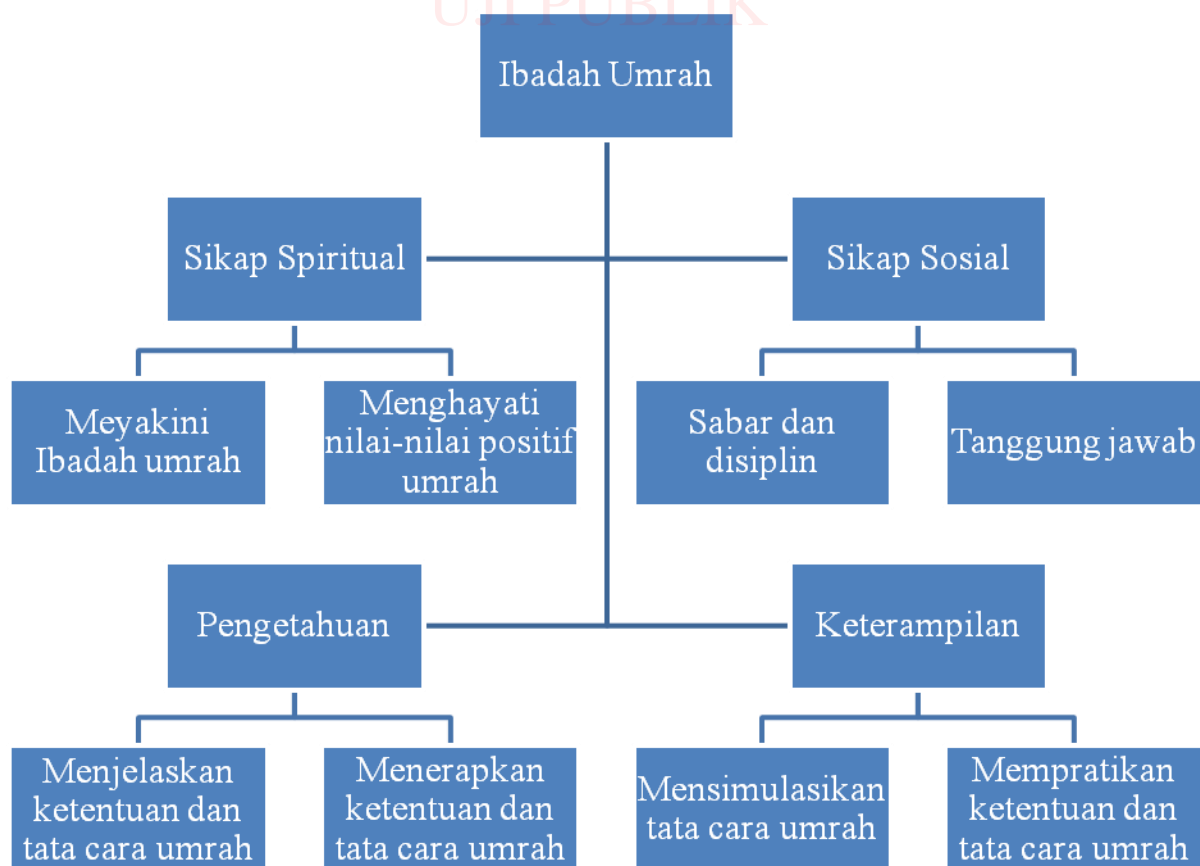 UJI PUBLIK
Ibadah Umrah
Sikap Spiritual
Sikap Sosial
Meyakini
Ibadah umrah
Menghayati
nilai-nilai positif
umrah
Sabar dan
disiplin
Tanggung jawab
Pengetahuan
Keterampilan
Menjelaskan
ketentuan dan
tata cara umrah
Menerapkan
ketentuan dan
tata cara umrah
Mensimulasikan
tata cara umrah
Mempratikan
ketentuan dan
tata cara umrah